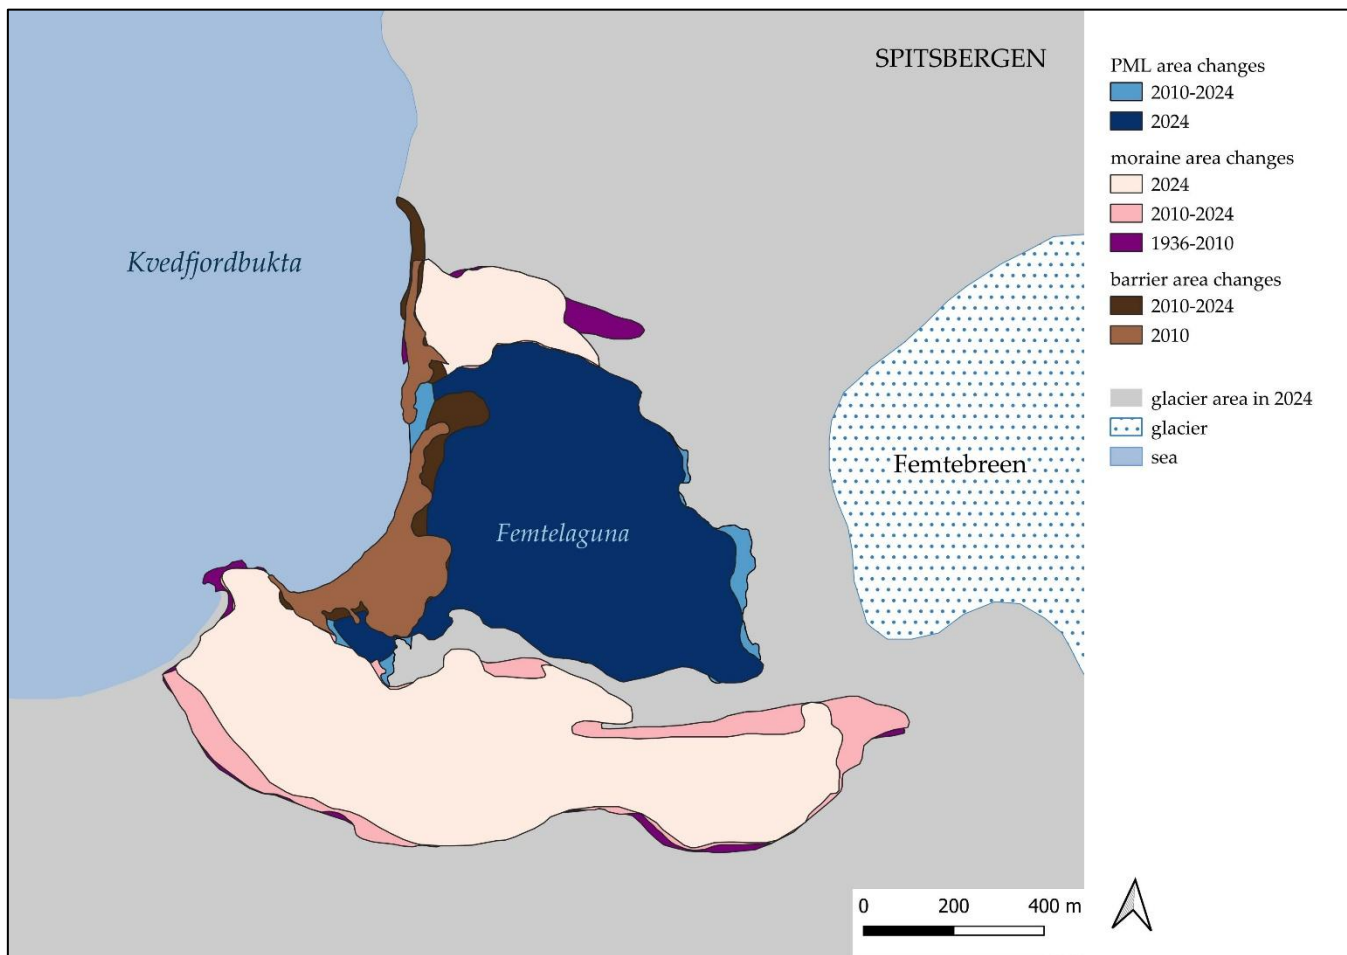 SPITSBERGEN
Kvedfjordbukta
Femtelaguna
Femtebreen
PML area changes
2010-2024
2024
moraine area changes
2024
2010-2024
1936-2010
barrier area changes
2010-2024
2010
glacier area in 2024
glacier
sea
0 200 400 m